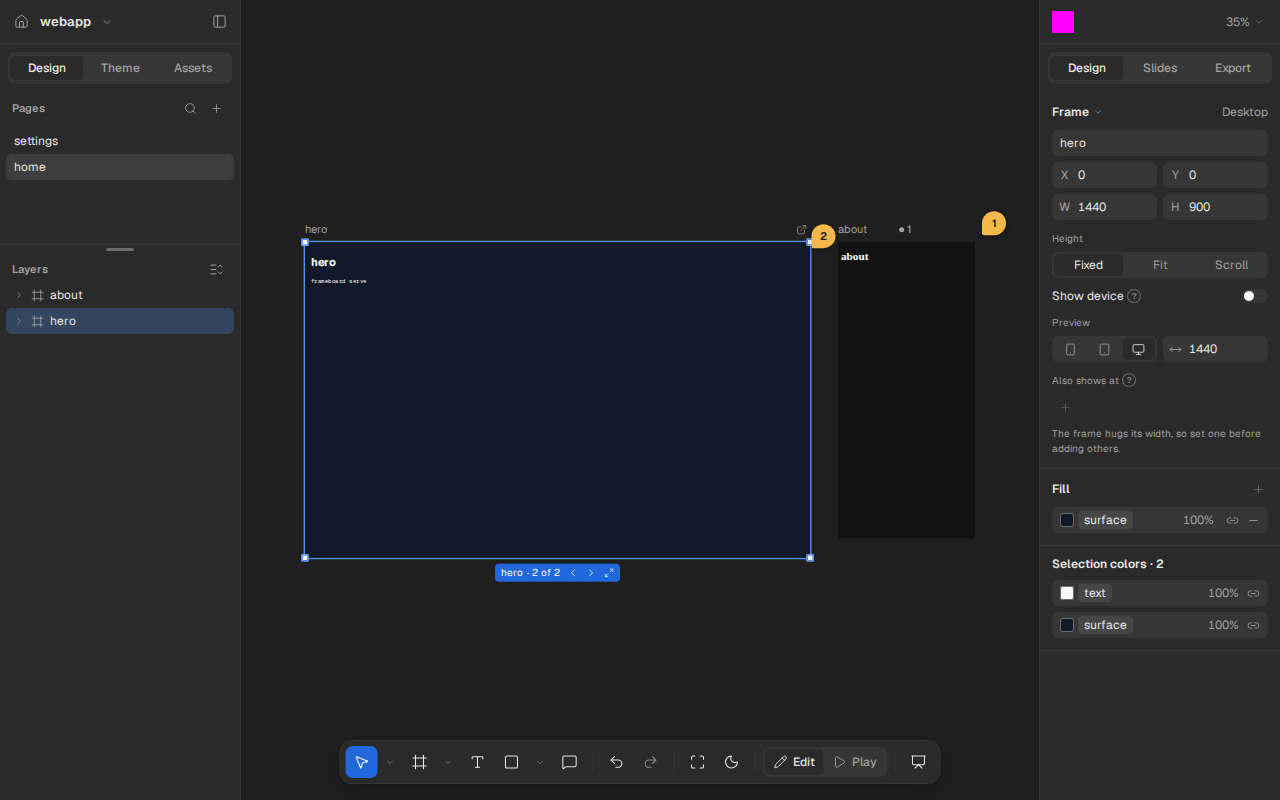 webapp
Design
Theme
Assets
Pages
settings
home
Layers
about
hero
hero
2
about
1
1
hero
frameboard serve
about
hero · 2 of 2
Edit
Play
35%
Design
Slides
Export
Frame
Desktop
hero
X 0
Y 0
W 1440
H 900
Height
Fixed
Fit
Scroll
Show device ?
Preview
1440
Also shows at ?
The frame hugs its width, so set one before
adding others.
Fill
surface 100%
Selection colors · 2
text 100%
surface 100%